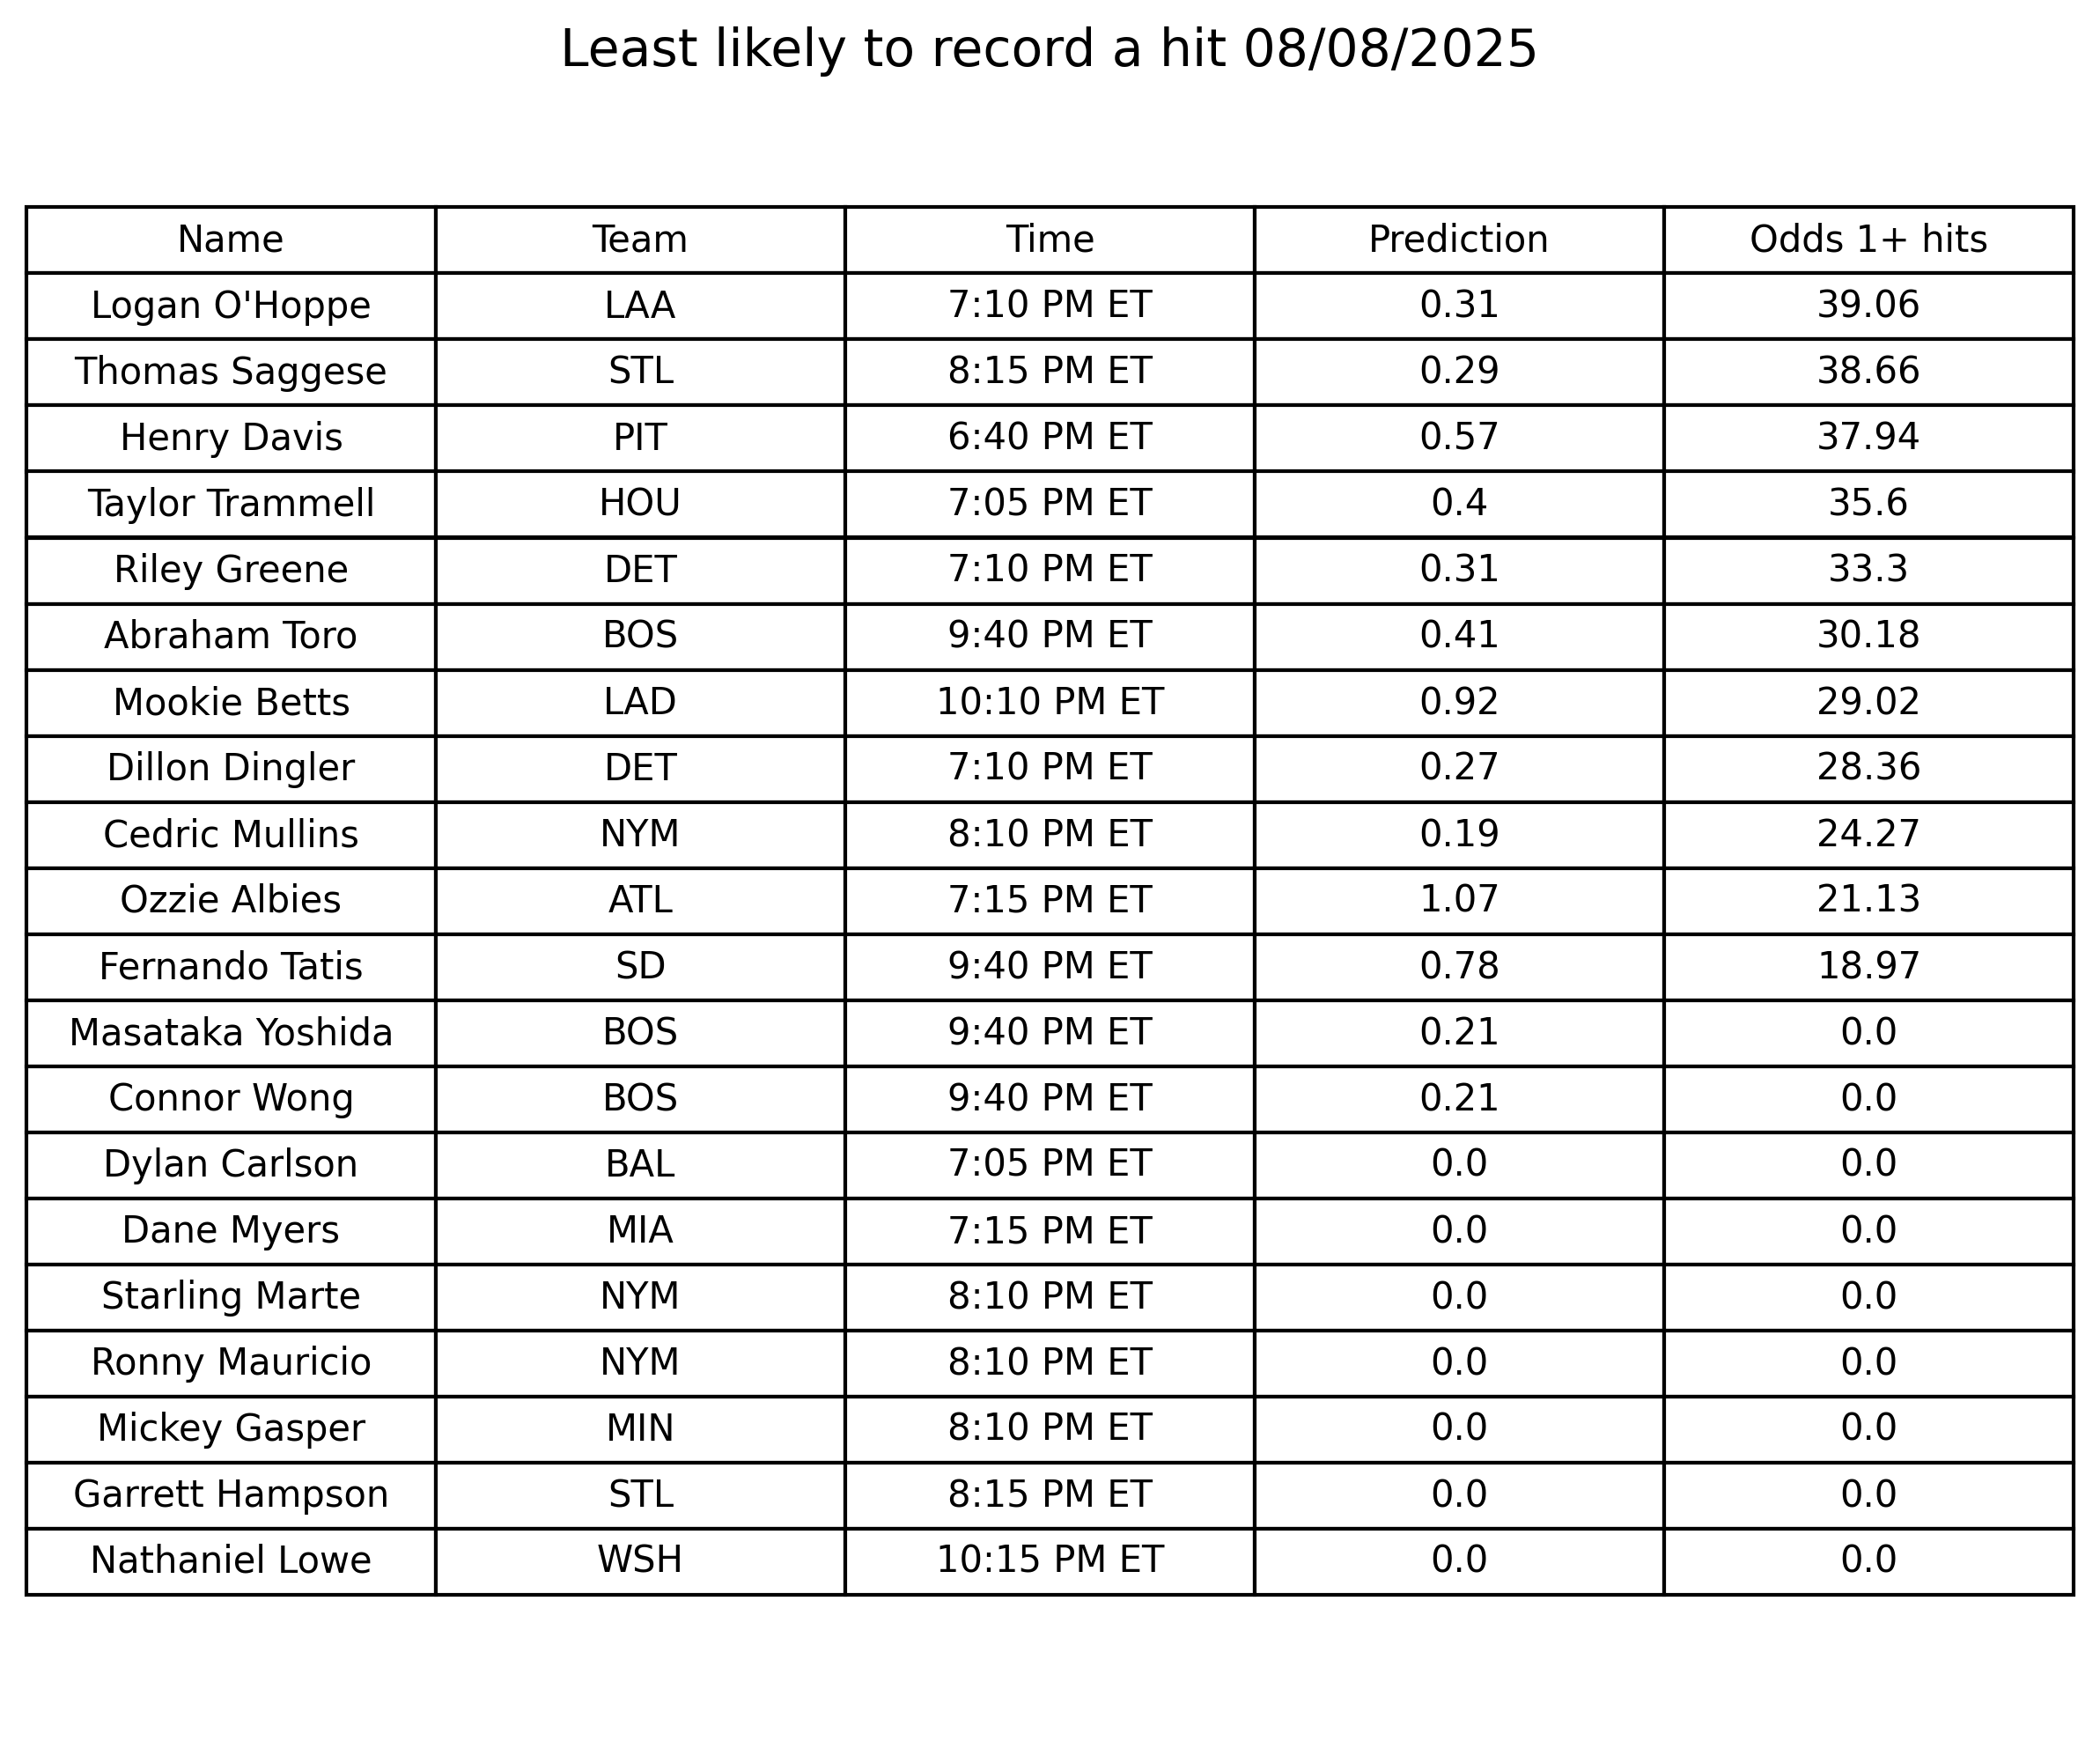 Least likely to record a hit 08/08/2025
Name Team Time Prediction Odds 1+ hits
Logan O'Hoppe LAA 7:10 PM ET 0.31 39.06
Thomas Saggese STL 8:15 PM ET 0.29 38.66
Henry Davis PIT 6:40 PM ET 0.57 37.94
Taylor Trammell HOU 7:05 PM ET 0.4 35.6
Riley Greene DET 7:10 PM ET 0.31 33.3
Abraham Toro BOS 9:40 PM ET 0.41 30.18
Mookie Betts LAD 10:10 PM ET 0.92 29.02
Dillon Dingler DET 7:10 PM ET 0.27 28.36
Cedric Mullins NYM 8:10 PM ET 0.19 24.27
Ozzie Albies ATL 7:15 PM ET 1.07 21.13
Fernando Tatis SD 9:40 PM ET 0.78 18.97
Masataka Yoshida BOS 9:40 PM ET 0.21 0.0
Connor Wong BOS 9:40 PM ET 0.21 0.0
Dylan Carlson BAL 7:05 PM ET 0.0 0.0
Dane Myers MIA 7:15 PM ET 0.0 0.0
Starling Marte NYM 8:10 PM ET 0.0 0.0
Ronny Mauricio NYM 8:10 PM ET 0.0 0.0
Mickey Gasper MIN 8:10 PM ET 0.0 0.0
Garrett Hampson STL 8:15 PM ET 0.0 0.0
Nathaniel Lowe WSH 10:15 PM ET 0.0 0.0